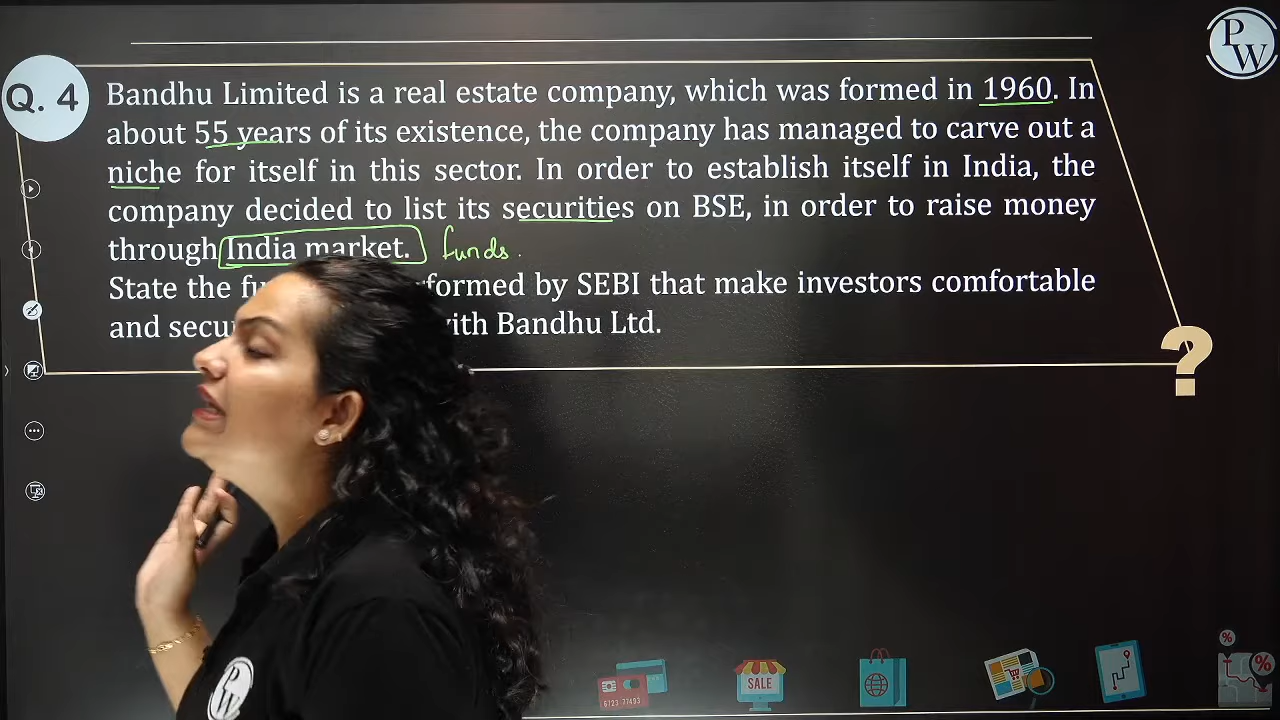 P
W
Q. 4
Bandhu Limited is a real estate company, which was formed in 1960. In
about 55 years of its existence, the company has managed to carve out a
niche for itself in this sector. In order to establish itself in India, the
company decided to list its securities on BSE, in order to raise money
through India market. funds.
State the formed by SEBI that make investors comfortable
and with Bandhu Ltd.
?
SALE
%
%
P
W